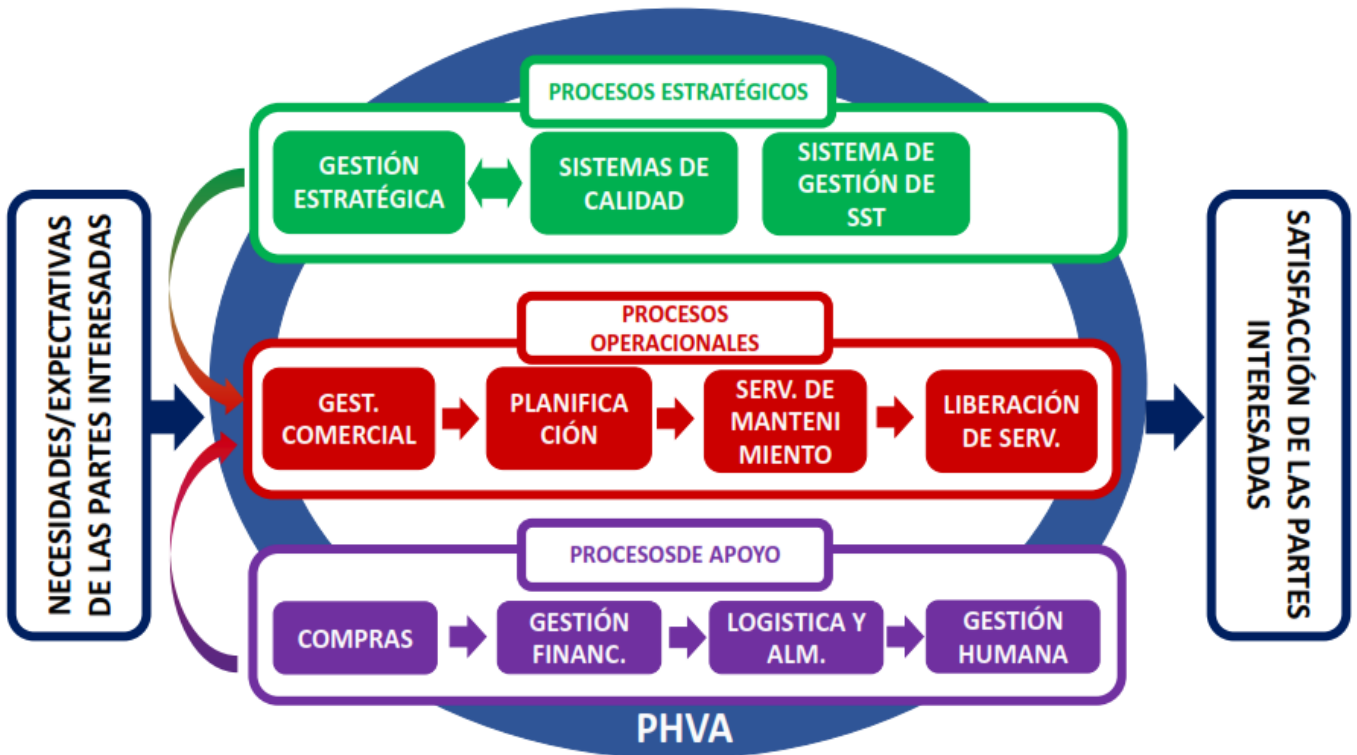 NECESIDADES/EXPECTATIVAS
DE LAS PARTES INTERESADAS
PROCESOS ESTRATÉGICOS
GESTIÓN
ESTRATÉGICA
SISTEMAS DE
CALIDAD
SISTEMA DE
GESTIÓN DE
SST
PROCESOS
OPERACIONALES
GEST.
COMERCIAL
PLANIFICA
CIÓN
SERV. DE
MANTENI
MIENTO
LIBERACIÓN
DE SERV.
PROCESOSDE APOYO
COMPRAS
GESTIÓN
FINANC.
LOGISTICA Y
ALM.
GESTIÓN
HUMANA
PHVA
SATISFACCIÓN DE LAS PARTES
INTERESADAS